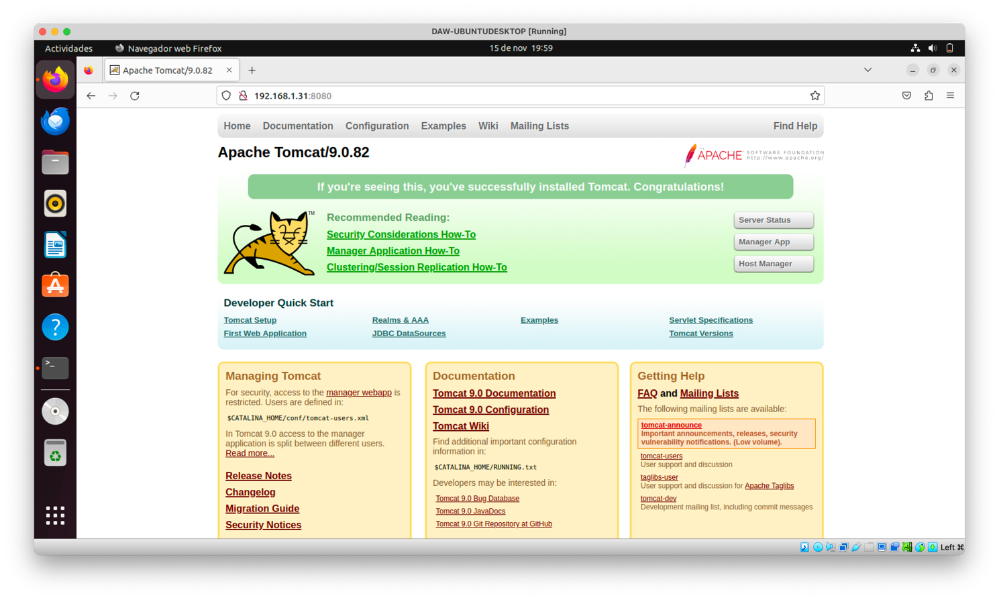 DAW-UBUNTUDESKTOP [Running]
Actividades Navegador web Firefox 15 de nov 19:59
Apache Tomcat/9.0.82
192.168.1.31:8080
Home Documentation Configuration Examples Wiki Mailing Lists Find Help
Apache Tomcat/9.0.82
THE
APACHE SOFTWARE FOUNDATION
http://www.apache.org/
If you're seeing this, you've successfully installed Tomcat. Congratulations!
TM
Recommended Reading:
Security Considerations How-To
Manager Application How-To
Clustering/Session Replication How-To
Server Status
Manager App
Host Manager
Developer Quick Start
Tomcat Setup
First Web Application
Realms & AAA
JDBC DataSources
Examples
Servlet Specifications
Tomcat Versions
Managing Tomcat
For security, access to the manager webapp is
restricted. Users are defined in:
$CATALINA_HOME/conf/tomcat-users.xml
In Tomcat 9.0 access to the manager
application is split between different users.
Read more...
Release Notes
Changelog
Migration Guide
Security Notices
Documentation
Tomcat 9.0 Documentation
Tomcat 9.0 Configuration
Tomcat Wiki
Find additional important configuration
information in:
$CATALINA_HOME/RUNNING.txt
Developers may be interested in:
Tomcat 9.0 Bug Database
Tomcat 9.0 JavaDocs
Tomcat 9.0 Git Repository at GitHub
Getting Help
FAQ and Mailing Lists
The following mailing lists are available:
tomcat-announce
Important announcements, releases, security
vulnerability notifications. (Low volume).
tomcat-users
User support and discussion
taglibs-user
User support and discussion for Apache Taglibs
tomcat-dev
Development mailing list, including commit messages
Left ⌘